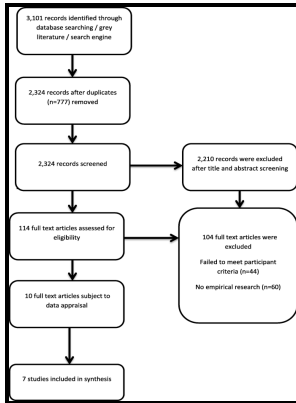 3,101 records identified through
database searching / grey
literature / search engine
2,324 records after duplicates
(n=777) removed
2,324 records screened
2,210 records were excluded
after title and abstract screening
114 full text articles assessed for
eligibility
104 full text articles were
excluded
Failed to meet participant
criteria (n=44)
No empirical research (n=60)
10 full text articles subject to
data appraisal
7 studies included in synthesis